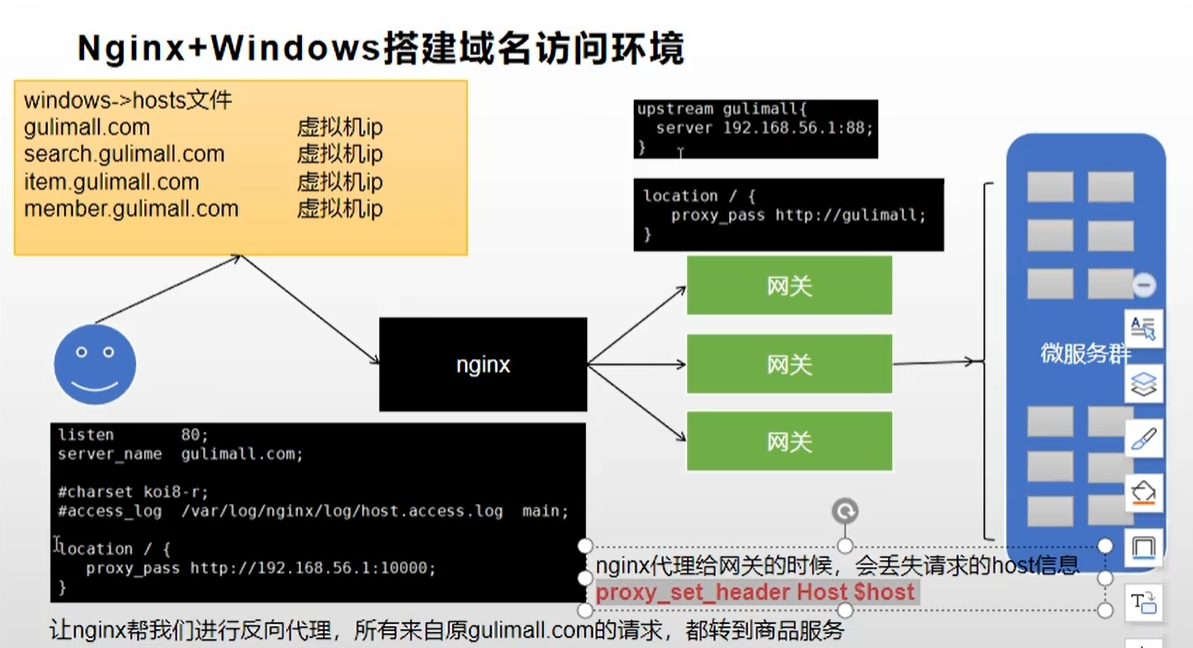 Nginx+Windows搭建域名访问环境
windows->hosts文件
gulimall.com 虚拟机ip
search.gulimall.com 虚拟机ip
item.gulimall.com 虚拟机ip
member.gulimall.com 虚拟机ip
upstream gulimall{
server 192.168.56.1:88;
}
location / {
proxy_pass http://gulimall;
}
nginx
网关
网关
网关
微服务群
listen 80;
server_name gulimall.com;
#charset koi8-r;
#access_log /var/log/nginx/log/host.access.log main;
location / {
proxy_pass http://192.168.56.1:10000;
}
nginx代理给网关的时候，会丢失请求的host信息
proxy_set_header Host $host
让nginx帮我们进行反向代理，所有来自原gulimall.com的请求，都转到商品服务